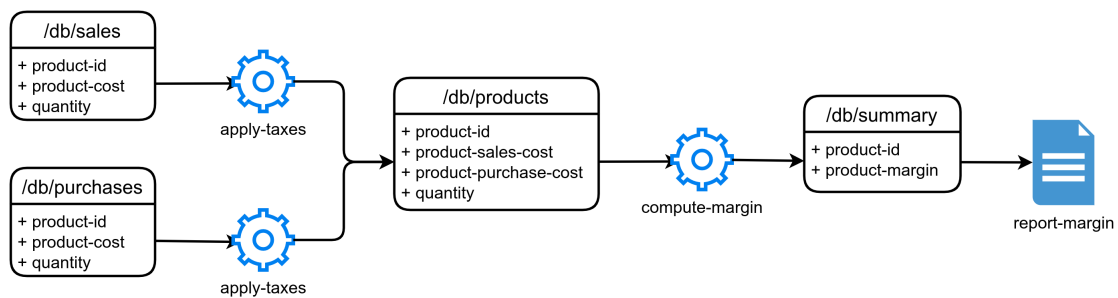 /db/sales
+ product-id
+ product-cost
+ quantity
apply-taxes
/db/purchases
+ product-id
+ product-cost
+ quantity
apply-taxes
/db/products
+ product-id
+ product-sales-cost
+ product-purchase-cost
+ quantity
compute-margin
/db/summary
+ product-id
+ product-margin
report-margin